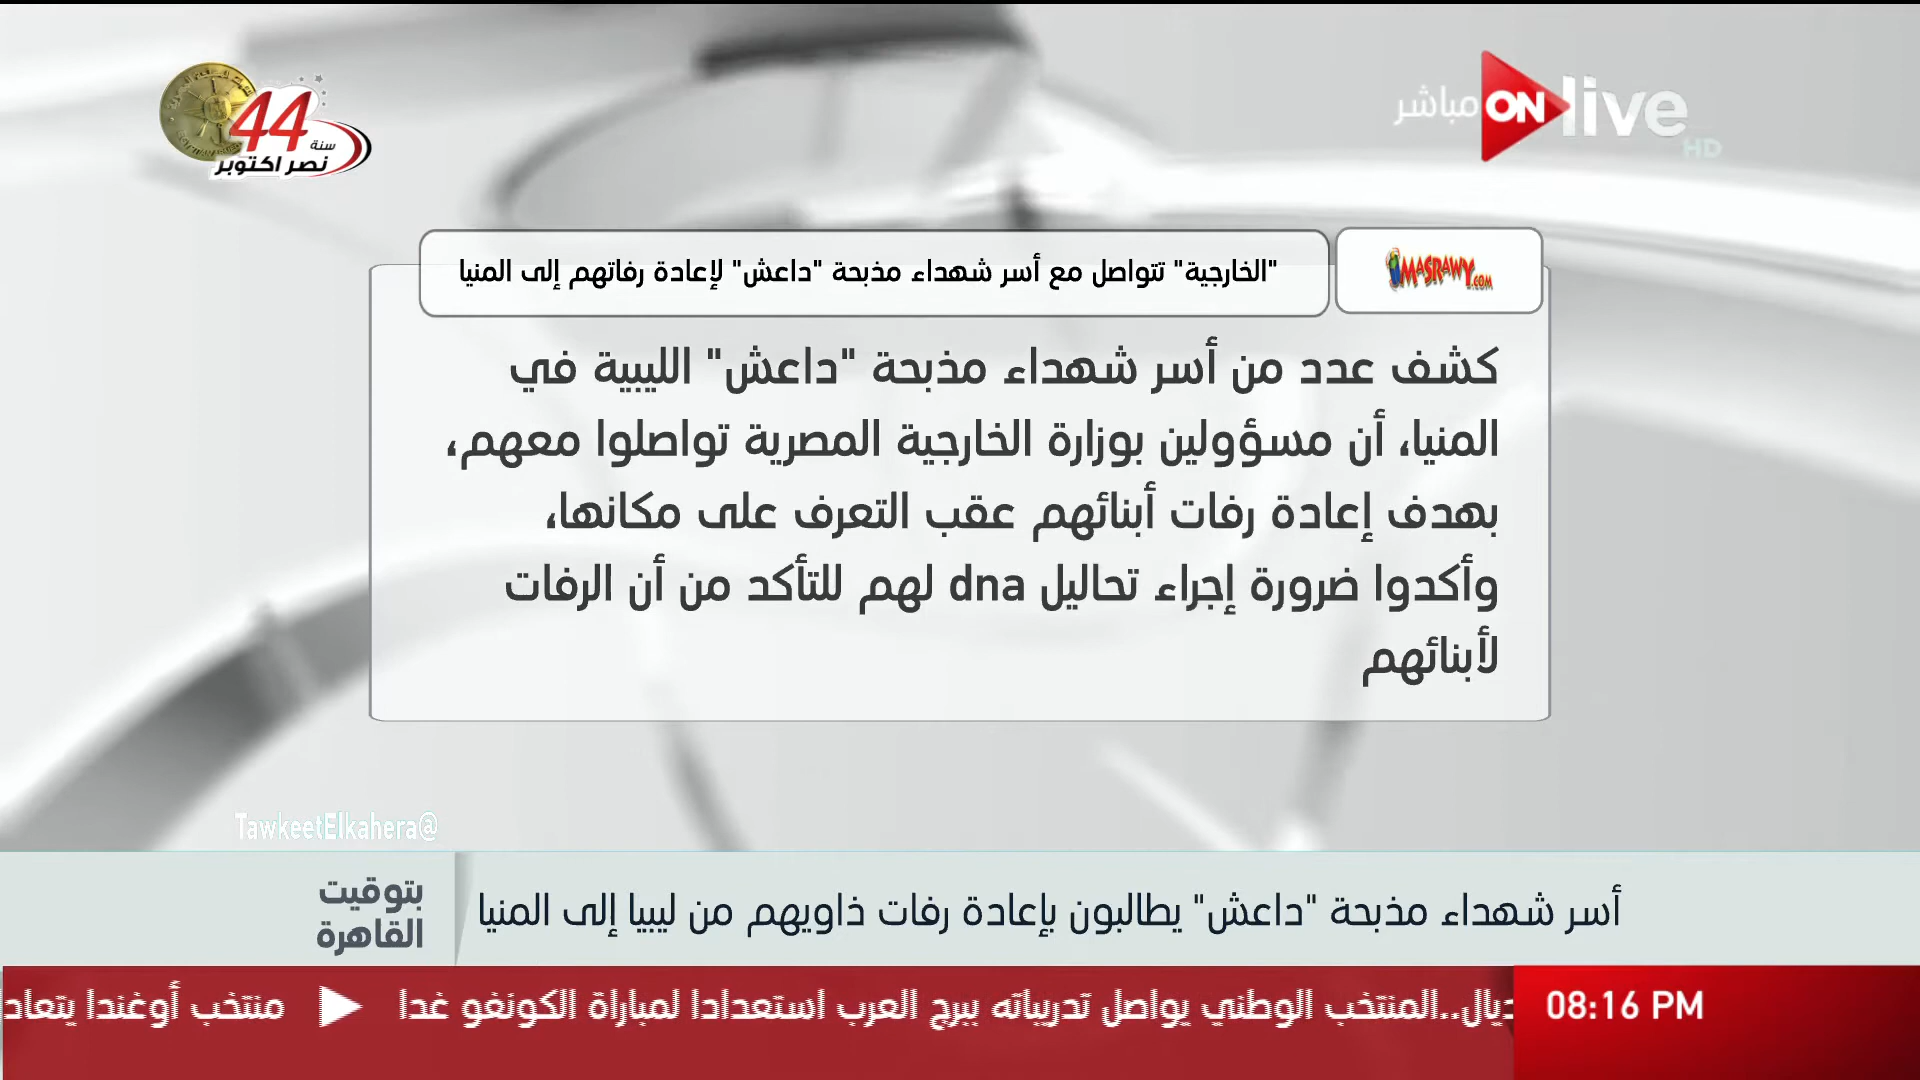 44
سنة
نصر اكتوبر
مباشر ON live
HD
"الخارجية" تتواصل مع أسر شهداء مذبحة "داعش" لإعادة رفاتهم إلى المنيا
MASRAWY.COM
كشف عدد من أسر شهداء مذبحة "داعش" الليبية في
المنيا، أن مسؤولين بوزارة الخارجية المصرية تواصلوا معهم،
بهدف إعادة رفات أبنائهم عقب التعرف على مكانها،
وأكدوا ضرورة إجراء تحاليل dna لهم للتأكد من أن الرفات
لأبنائهم
TawkeetElkahera@
أسر شهداء مذبحة "داعش" يطالبون بإعادة رفات ذاويهم من ليبيا إلى المنيا
بتوقيت
القاهرة
ديال..المنتخب الوطني يواصل تدريباته ببرج العرب استعدادا لمباراة الكونغو غدا
منتخب أوغندا يتعاد
08:16 PM